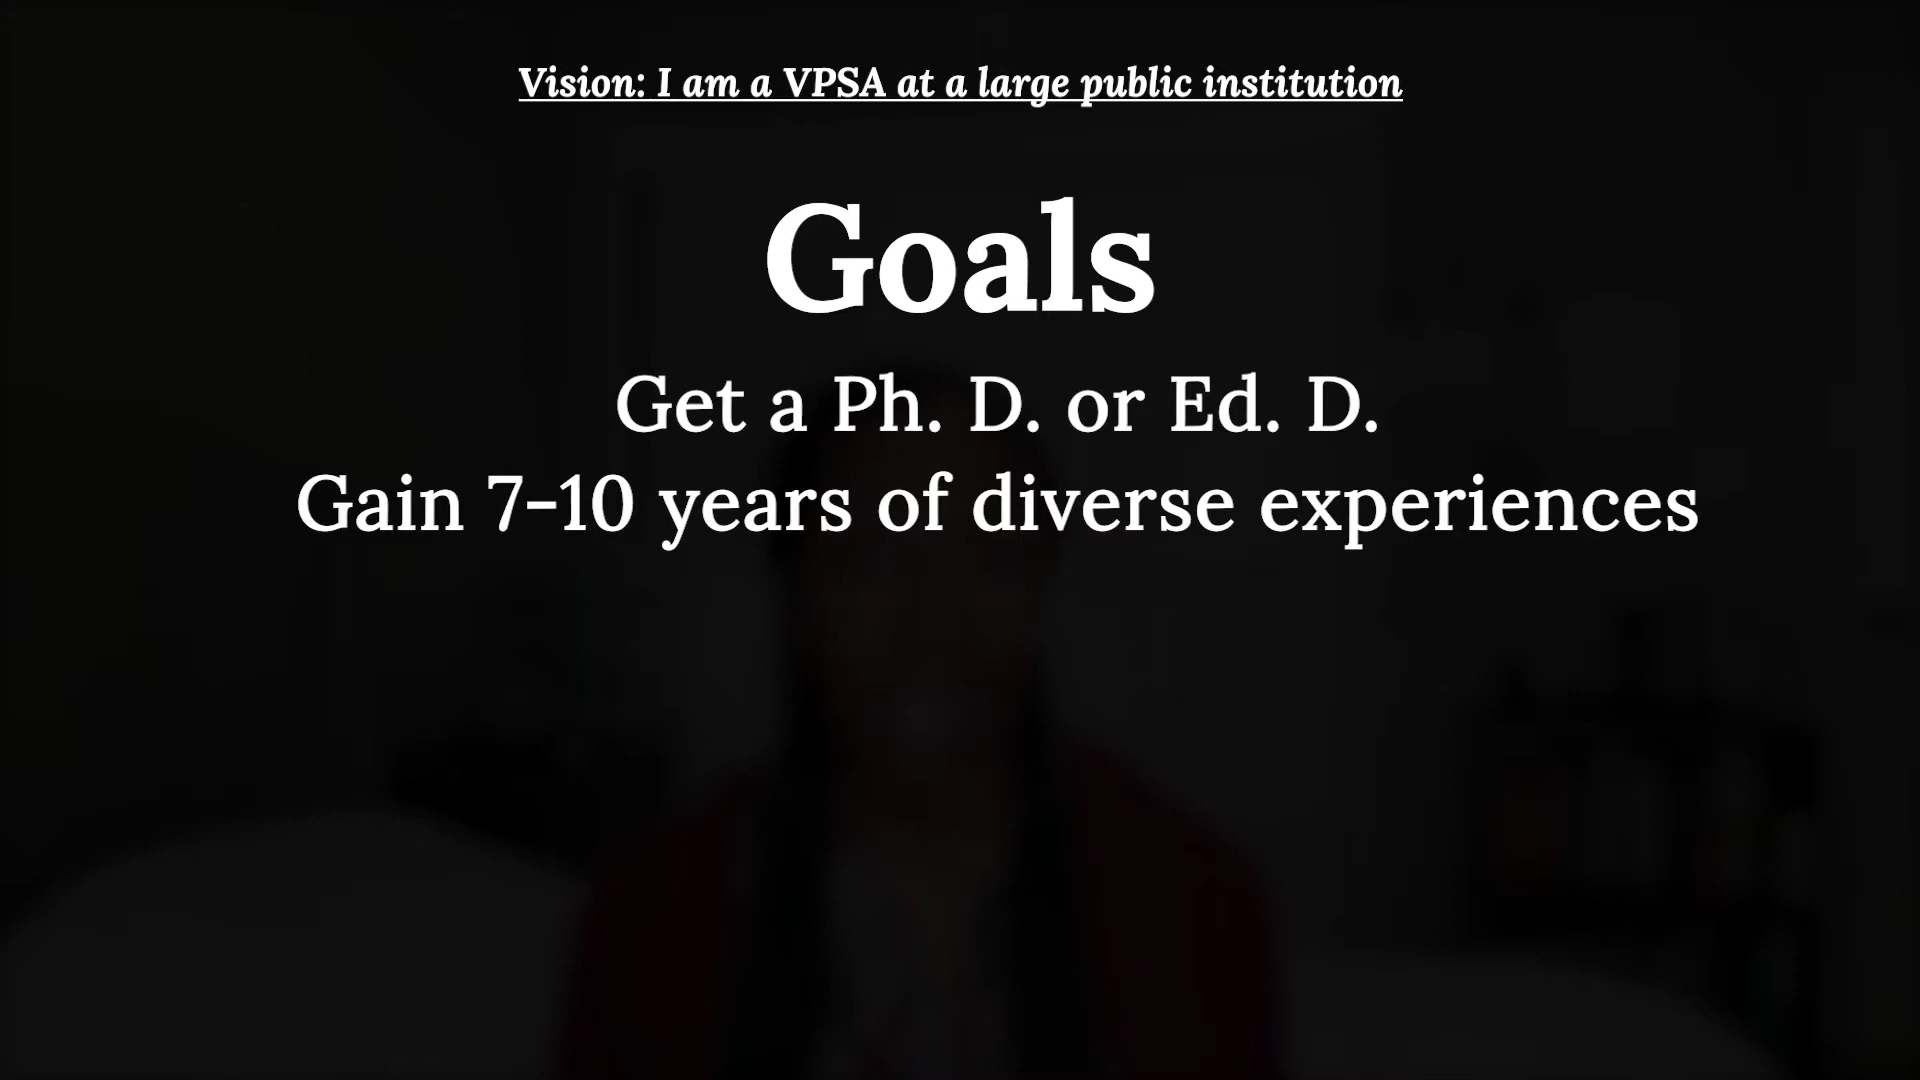 Vision: I am a VPSA at a large public institution
Goals
Get a Ph. D. or Ed. D.
Gain 7-10 years of diverse experiences